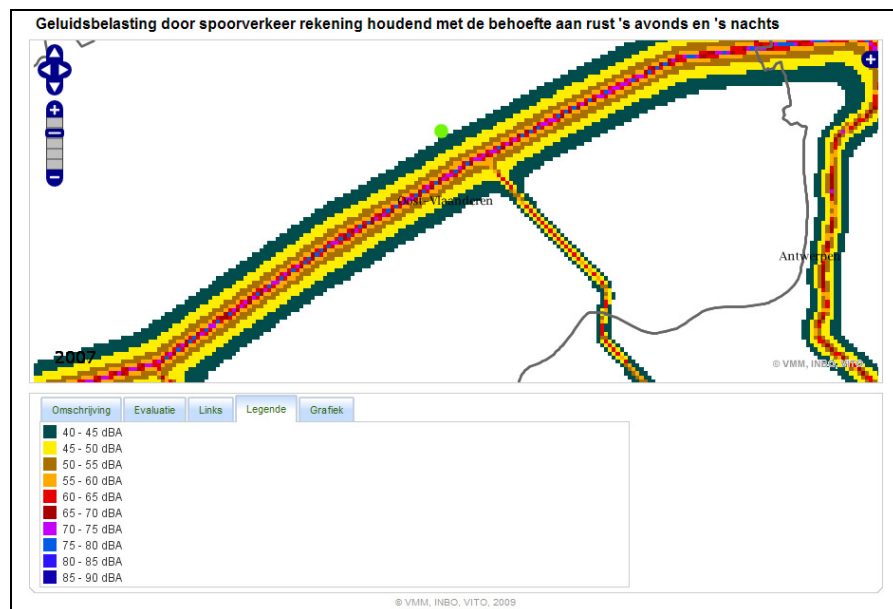 Geluidsbelasting door spoorverkeer rekening houdend met de behoefte aan rust 's avonds en 's nachts
Oost-Vlaanderen
Antwerpen
2007
© VMM, INBO, VITO
Omschrijving Evaluatie Links Legende Grafiek
40 - 45 dBA
45 - 50 dBA
50 - 55 dBA
55 - 60 dBA
60 - 65 dBA
65 - 70 dBA
70 - 75 dBA
75 - 80 dBA
80 - 85 dBA
85 - 90 dBA
© VMM, INBO, VITO, 2009